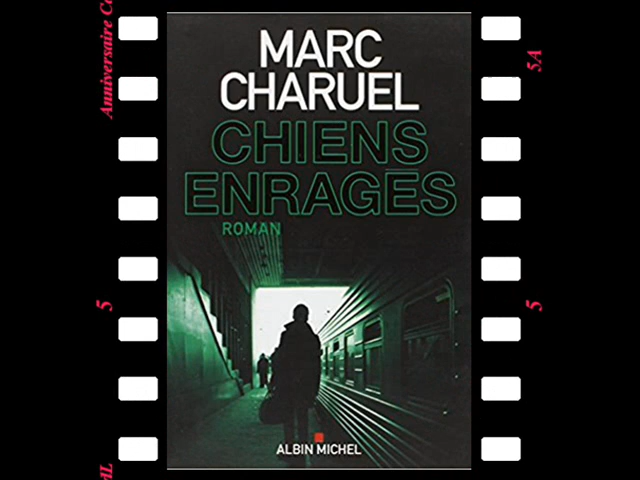 MARC
CHARUEL
CHIENS
ENRAGÉS
ROMAN
ALBIN MICHEL
Anniversaire
5
5A
5